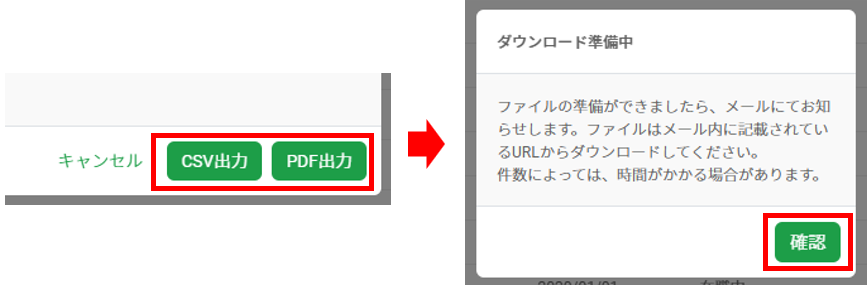 キャンセル
CSV出力
PDF出力
ダウンロード準備中
ファイルの準備ができましたら、メールにてお知
らせします。ファイルはメール内に記載されてい
るURLからダウンロードしてください。
件数によっては、時間がかかる場合があります。
確認